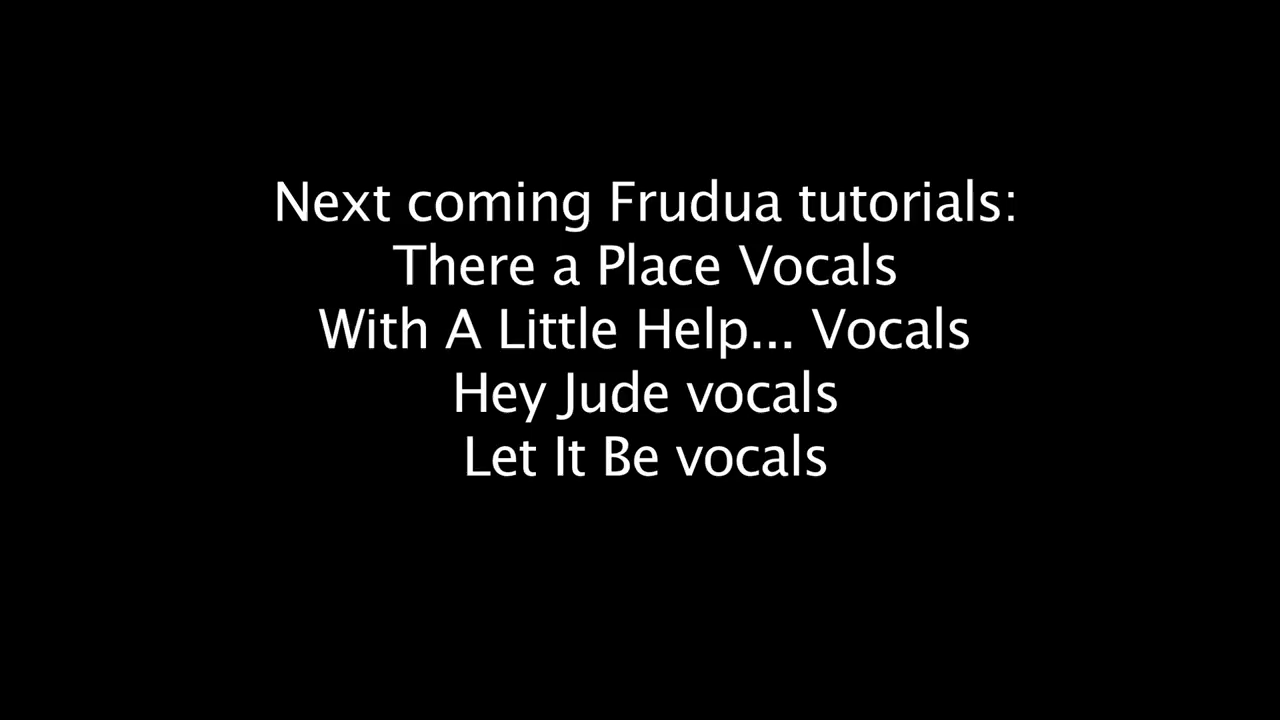 Next coming Frudua tutorials:
There a Place Vocals
With A Little Help... Vocals
Hey Jude vocals
Let It Be vocals